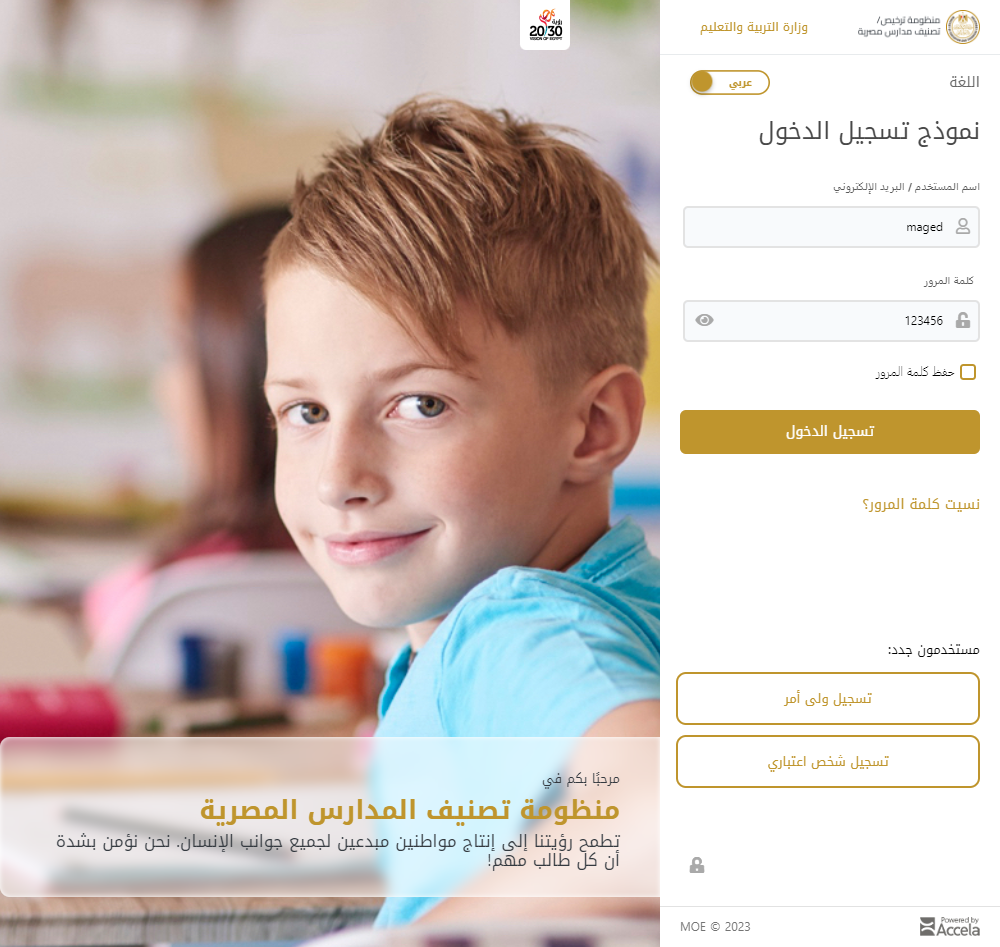 منظومة ترخيص/
تصنيف مدارس مصرية
وزارة التربية والتعليم
اللغة
عربي
نموذج تسجيل الدخول
اسم المستخدم / البريد الإلكتروني
maged
كلمة المرور
123456
حفظ كلمة المرور
تسجيل الدخول
نسيت كلمة المرور؟
مستخدمون جدد:
تسجيل ولى أمر
تسجيل شخص اعتباري
Powered by
Accela
MOE © 2023
رؤية
2030
VISION OF EGYPT
مرحبًا بكم في
منظومة تصنيف المدارس المصرية
تطمح رؤيتنا إلى إنتاج مواطنين مبدعين لجميع جوانب الإنسان. نحن نؤمن بشدة
أن كل طالب مهم!